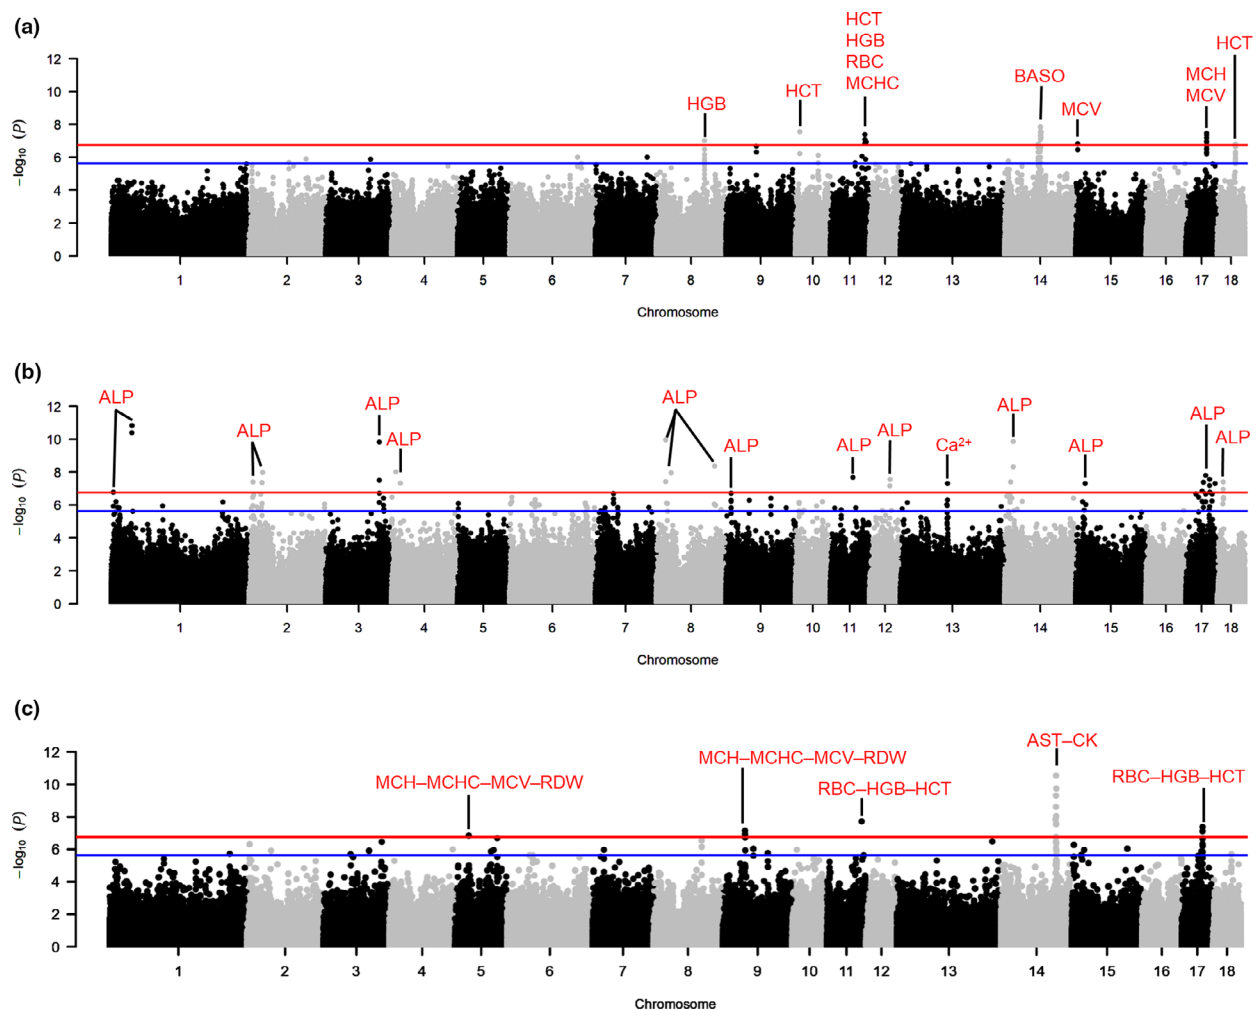 (a)
HCT
HGB
RBC
MCHC
HCT
HGB
HCT
BASO
MCV
MCH
MCV
12
10
8
6
4
2
0
−log10 (P)
1 2 3 4 5 6 7 8 9 10 11 12 13 14 15 16 17 18
Chromosome
(b)
ALP
ALP
ALP
ALP
ALP
ALP
ALP
ALP
Ca2+
ALP
ALP
ALP
ALP
12
10
8
6
4
2
0
−log10 (P)
1 2 3 4 5 6 7 8 9 10 11 12 13 14 15 16 17 18
Chromosome
(c)
MCH–MCHC–MCV–RDW
MCH–MCHC–MCV–RDW
RBC–HGB–HCT
AST–CK
RBC–HGB–HCT
12
10
8
6
4
2
0
−log10 (P)
1 2 3 4 5 6 7 8 9 10 11 12 13 14 15 16 17 18
Chromosome